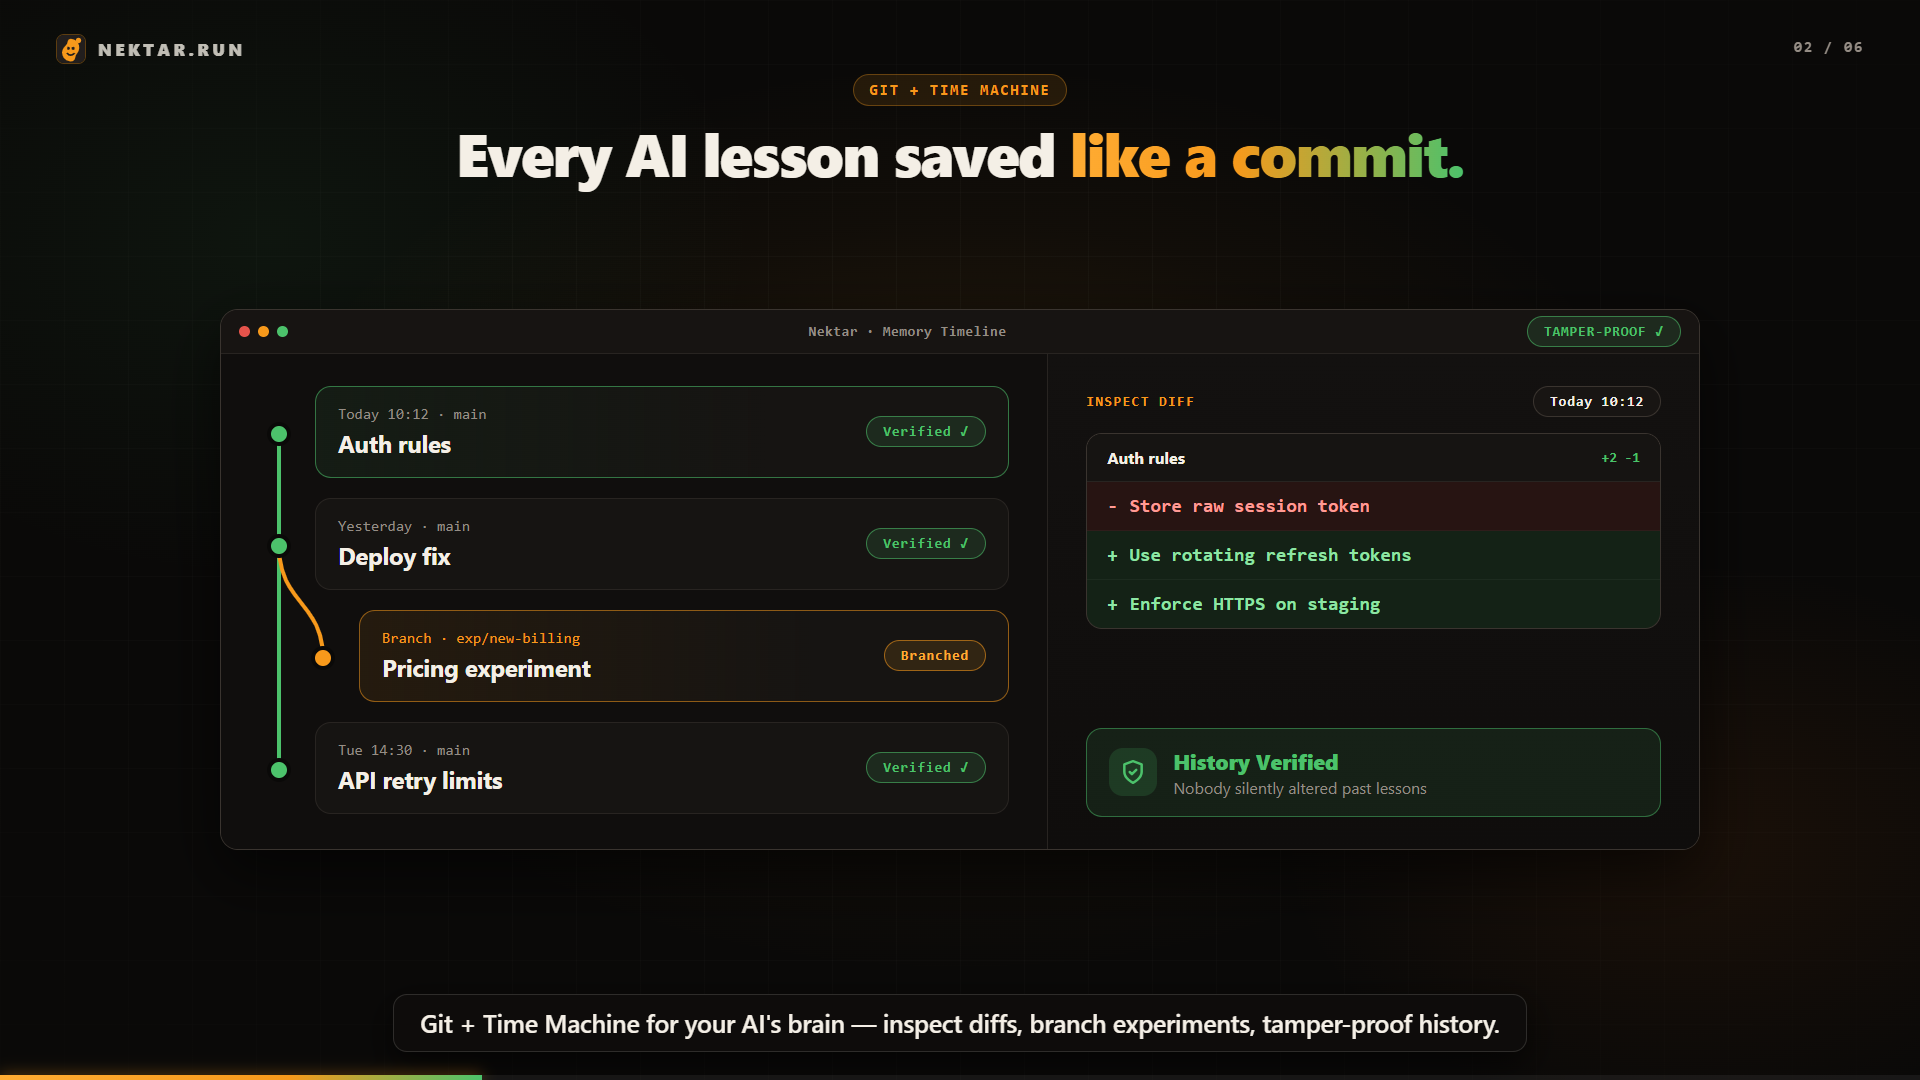 NEKTAR.RUN
02 / 06
GIT + TIME MACHINE
Every AI lesson saved like a commit.
Nektar · Memory Timeline
TAMPER-PROOF ✓
Today 10:12 · main
Auth rules
Verified ✓
Yesterday · main
Deploy fix
Verified ✓
Branch · exp/new-billing
Pricing experiment
Branched
Tue 14:30 · main
API retry limits
Verified ✓
INSPECT DIFF
Today 10:12
Auth rules
+2 -1
- Store raw session token
+ Use rotating refresh tokens
+ Enforce HTTPS on staging
History Verified
Nobody silently altered past lessons
Git + Time Machine for your AI's brain — inspect diffs, branch experiments, tamper-proof history.